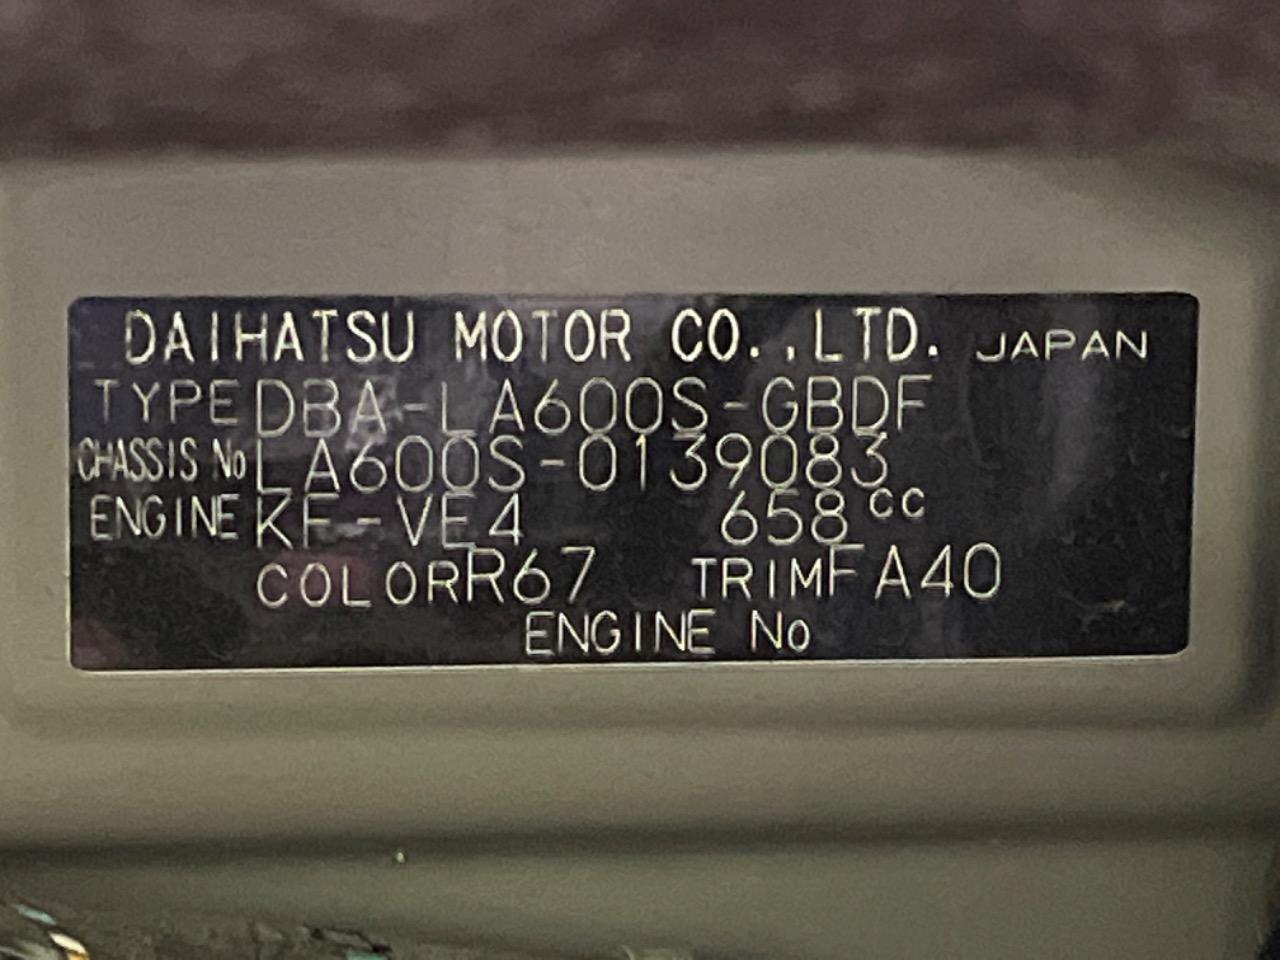 DAIHATSU MOTOR CO.,LTD. JAPAN
TYPE DBA-LA600S-GBDF
CHASSIS No LA600S-0139083
ENGINE KF-VE4 658cc
COLOR R67 TRIM FA40
ENGINE No